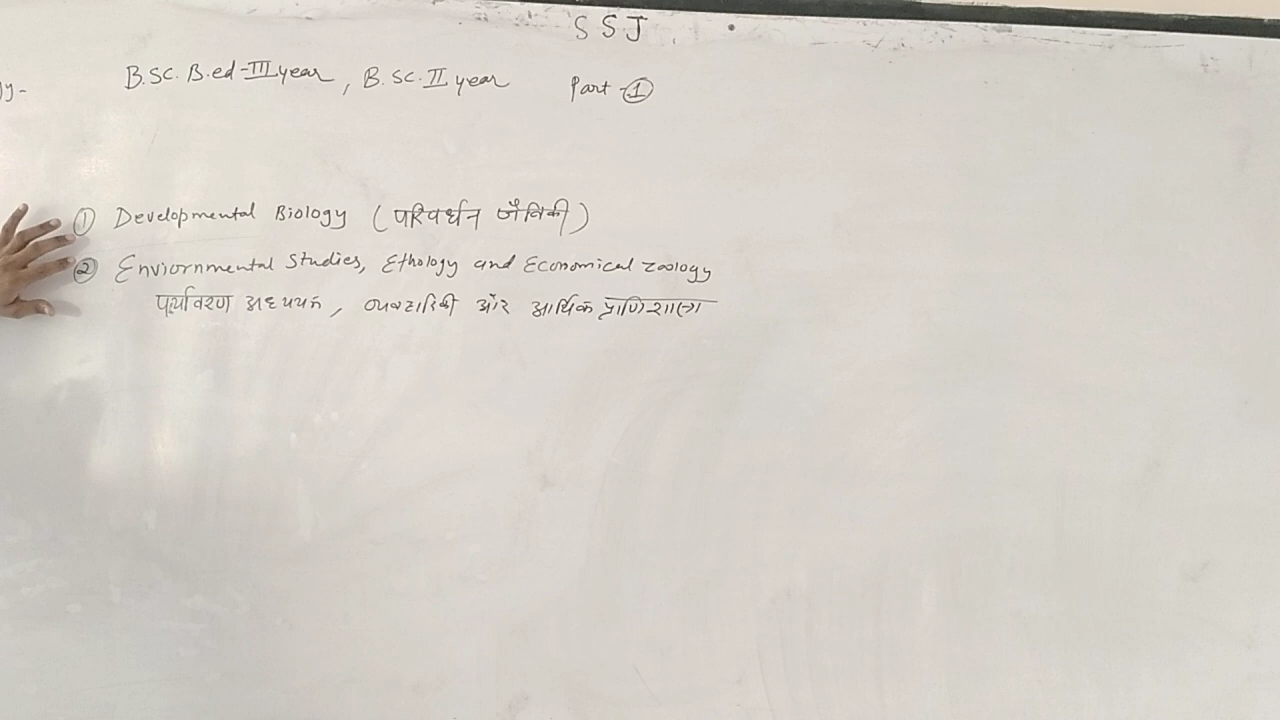 SSJ
B.Sc. B.ed-III year, B.Sc. II year Part-①
① Developmental Biology (परिवर्धन जैविकी)
② Enviornmental Studies, Ethology and Economical Zoology
पर्यावरण अध्ययन, व्यवहारिकी और आर्थिक प्राणिशास्त्र